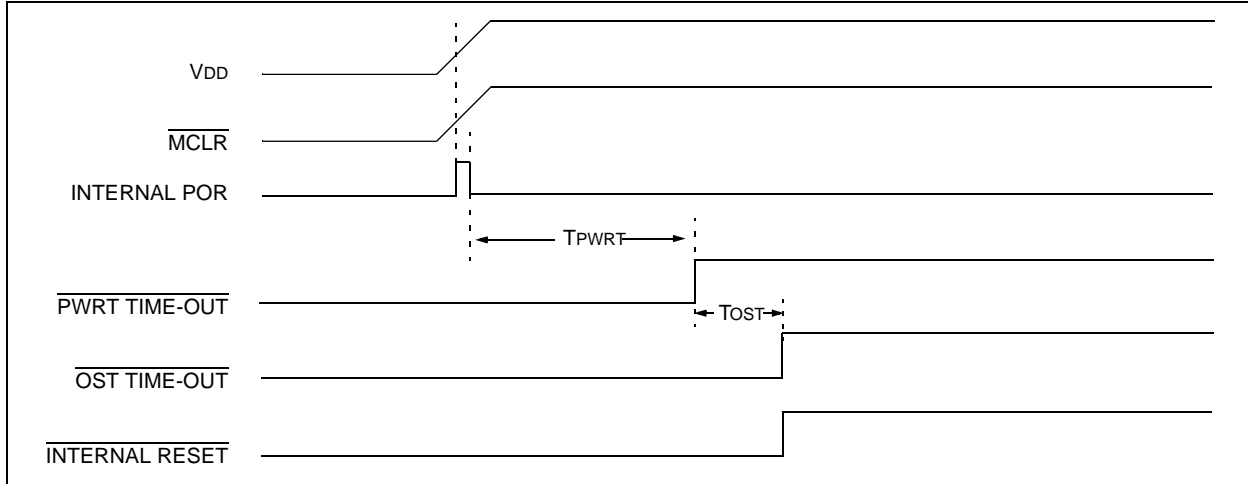 VDD
MCLR
INTERNAL POR
TPWRT
PWRT TIME-OUT
TOST
OST TIME-OUT
INTERNAL RESET